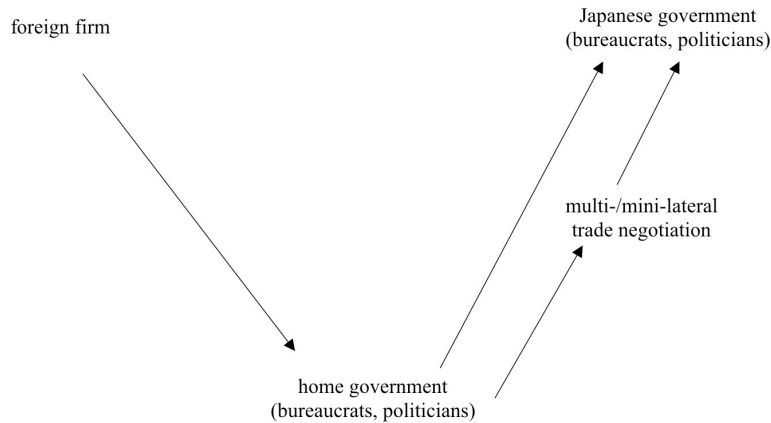 foreign firm
Japanese government
(bureaucrats, politicians)
multi-/mini-lateral
trade negotiation
home government
(bureaucrats, politicians)